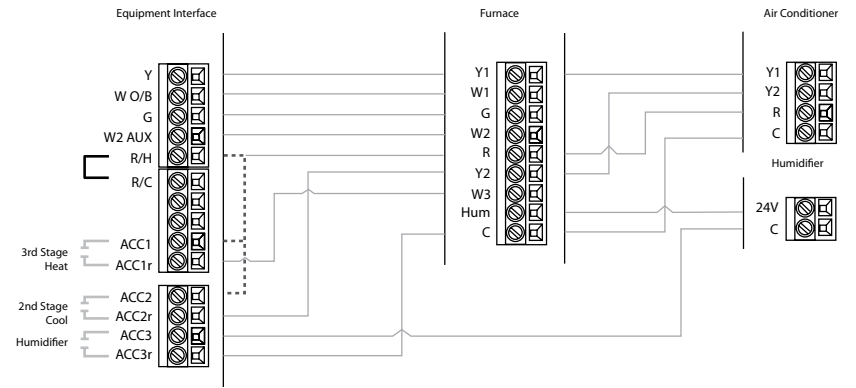 Equipment Interface
Furnace
Air Conditioner
Y
W O/B
G
W2 AUX
R/H
R/C
ACC1
ACC1r
3rd Stage
Heat
ACC2
ACC2r
2nd Stage
Cool
ACC3
ACC3r
Humidifier
Y1
W1
G
W2
R
Y2
W3
Hum
C
Y1
Y2
R
C
Humidifier
24V
C